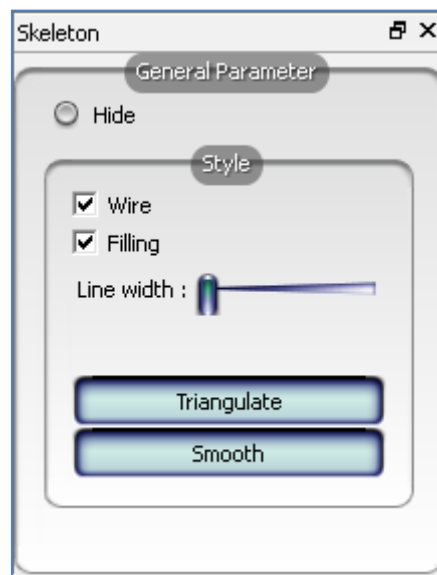 Skeleton
General Parameter
Hide
Style
Wire
Filling
Line width :
Triangulate
Smooth